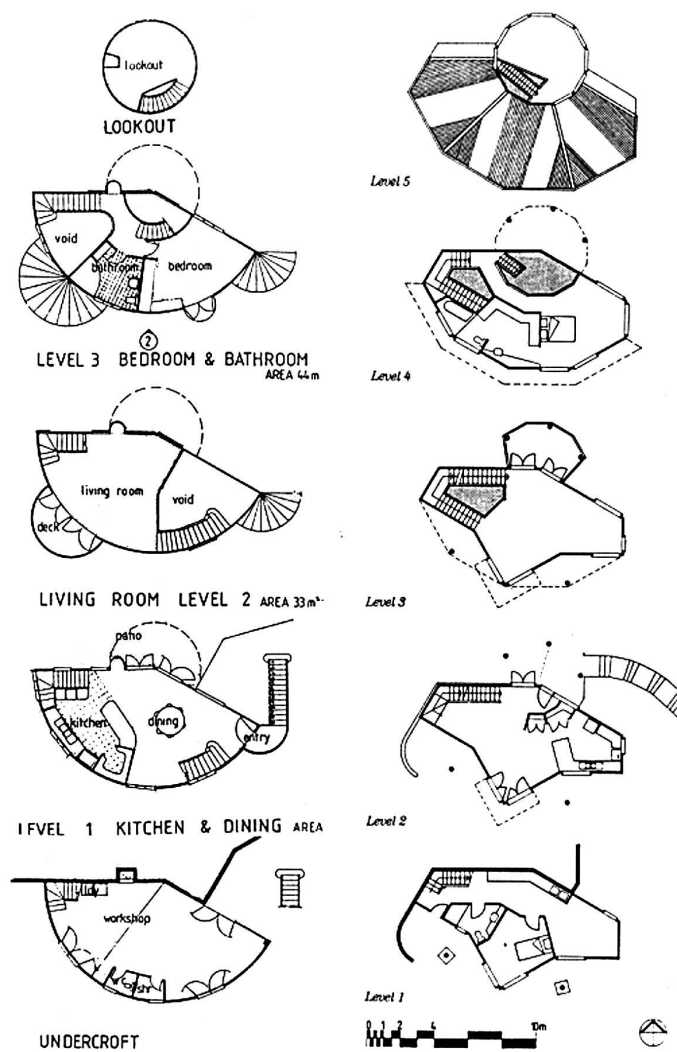 lookout
LOOKOUT
void
bathroom
bedroom
2
LEVEL 3 BEDROOM & BATHROOM
AREA 44m
living room
void
deck
LIVING ROOM LEVEL 2 AREA 33m²
patio
kitchen
dining
entry
LEVEL 1 KITCHEN & DINING AREA
ldy
workshop
shr
UNDERCROFT
Level 5
Level 4
Level 3
Level 2
Level 1
0 1 2 4 10m